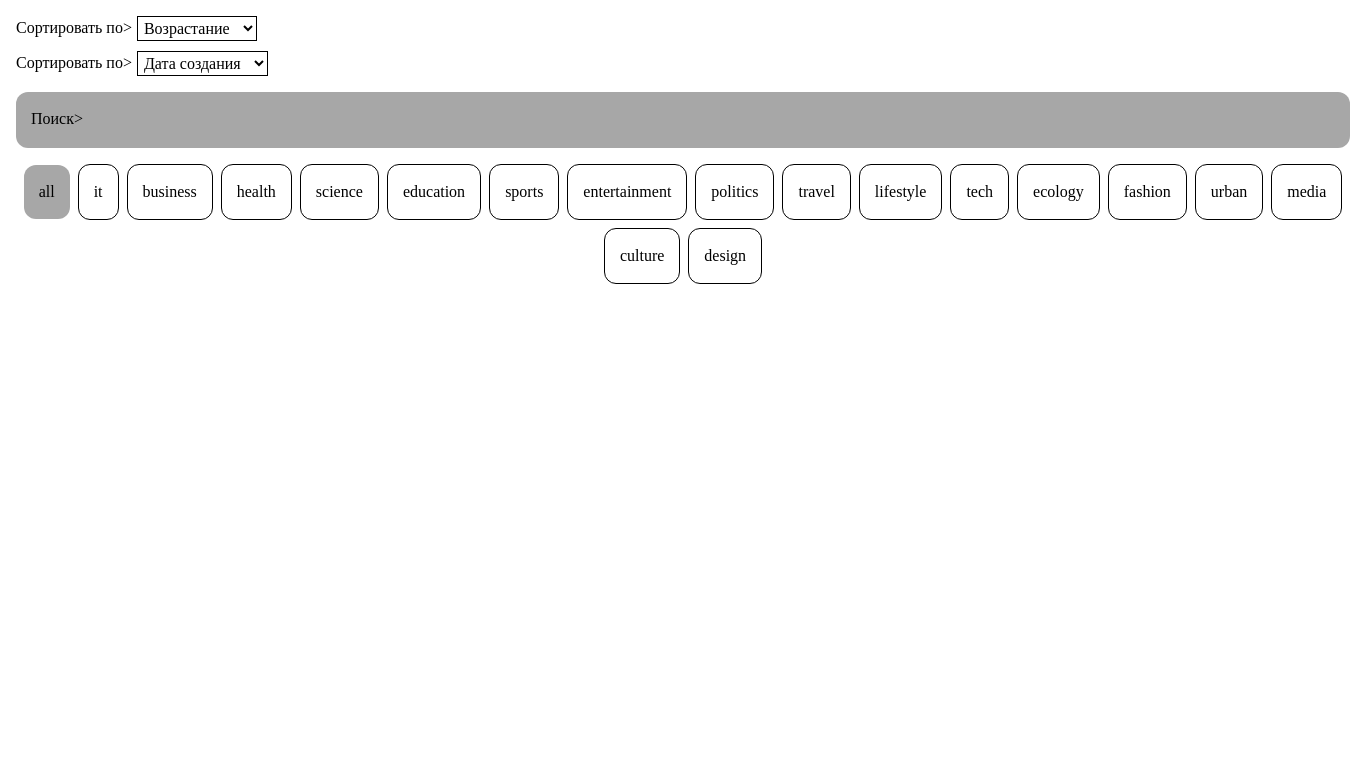 Сортировать по> Возрастание
Сортировать по> Дата создания
Поиск>
all it business health science education sports entertainment politics travel lifestyle tech ecology fashion urban media
culture design